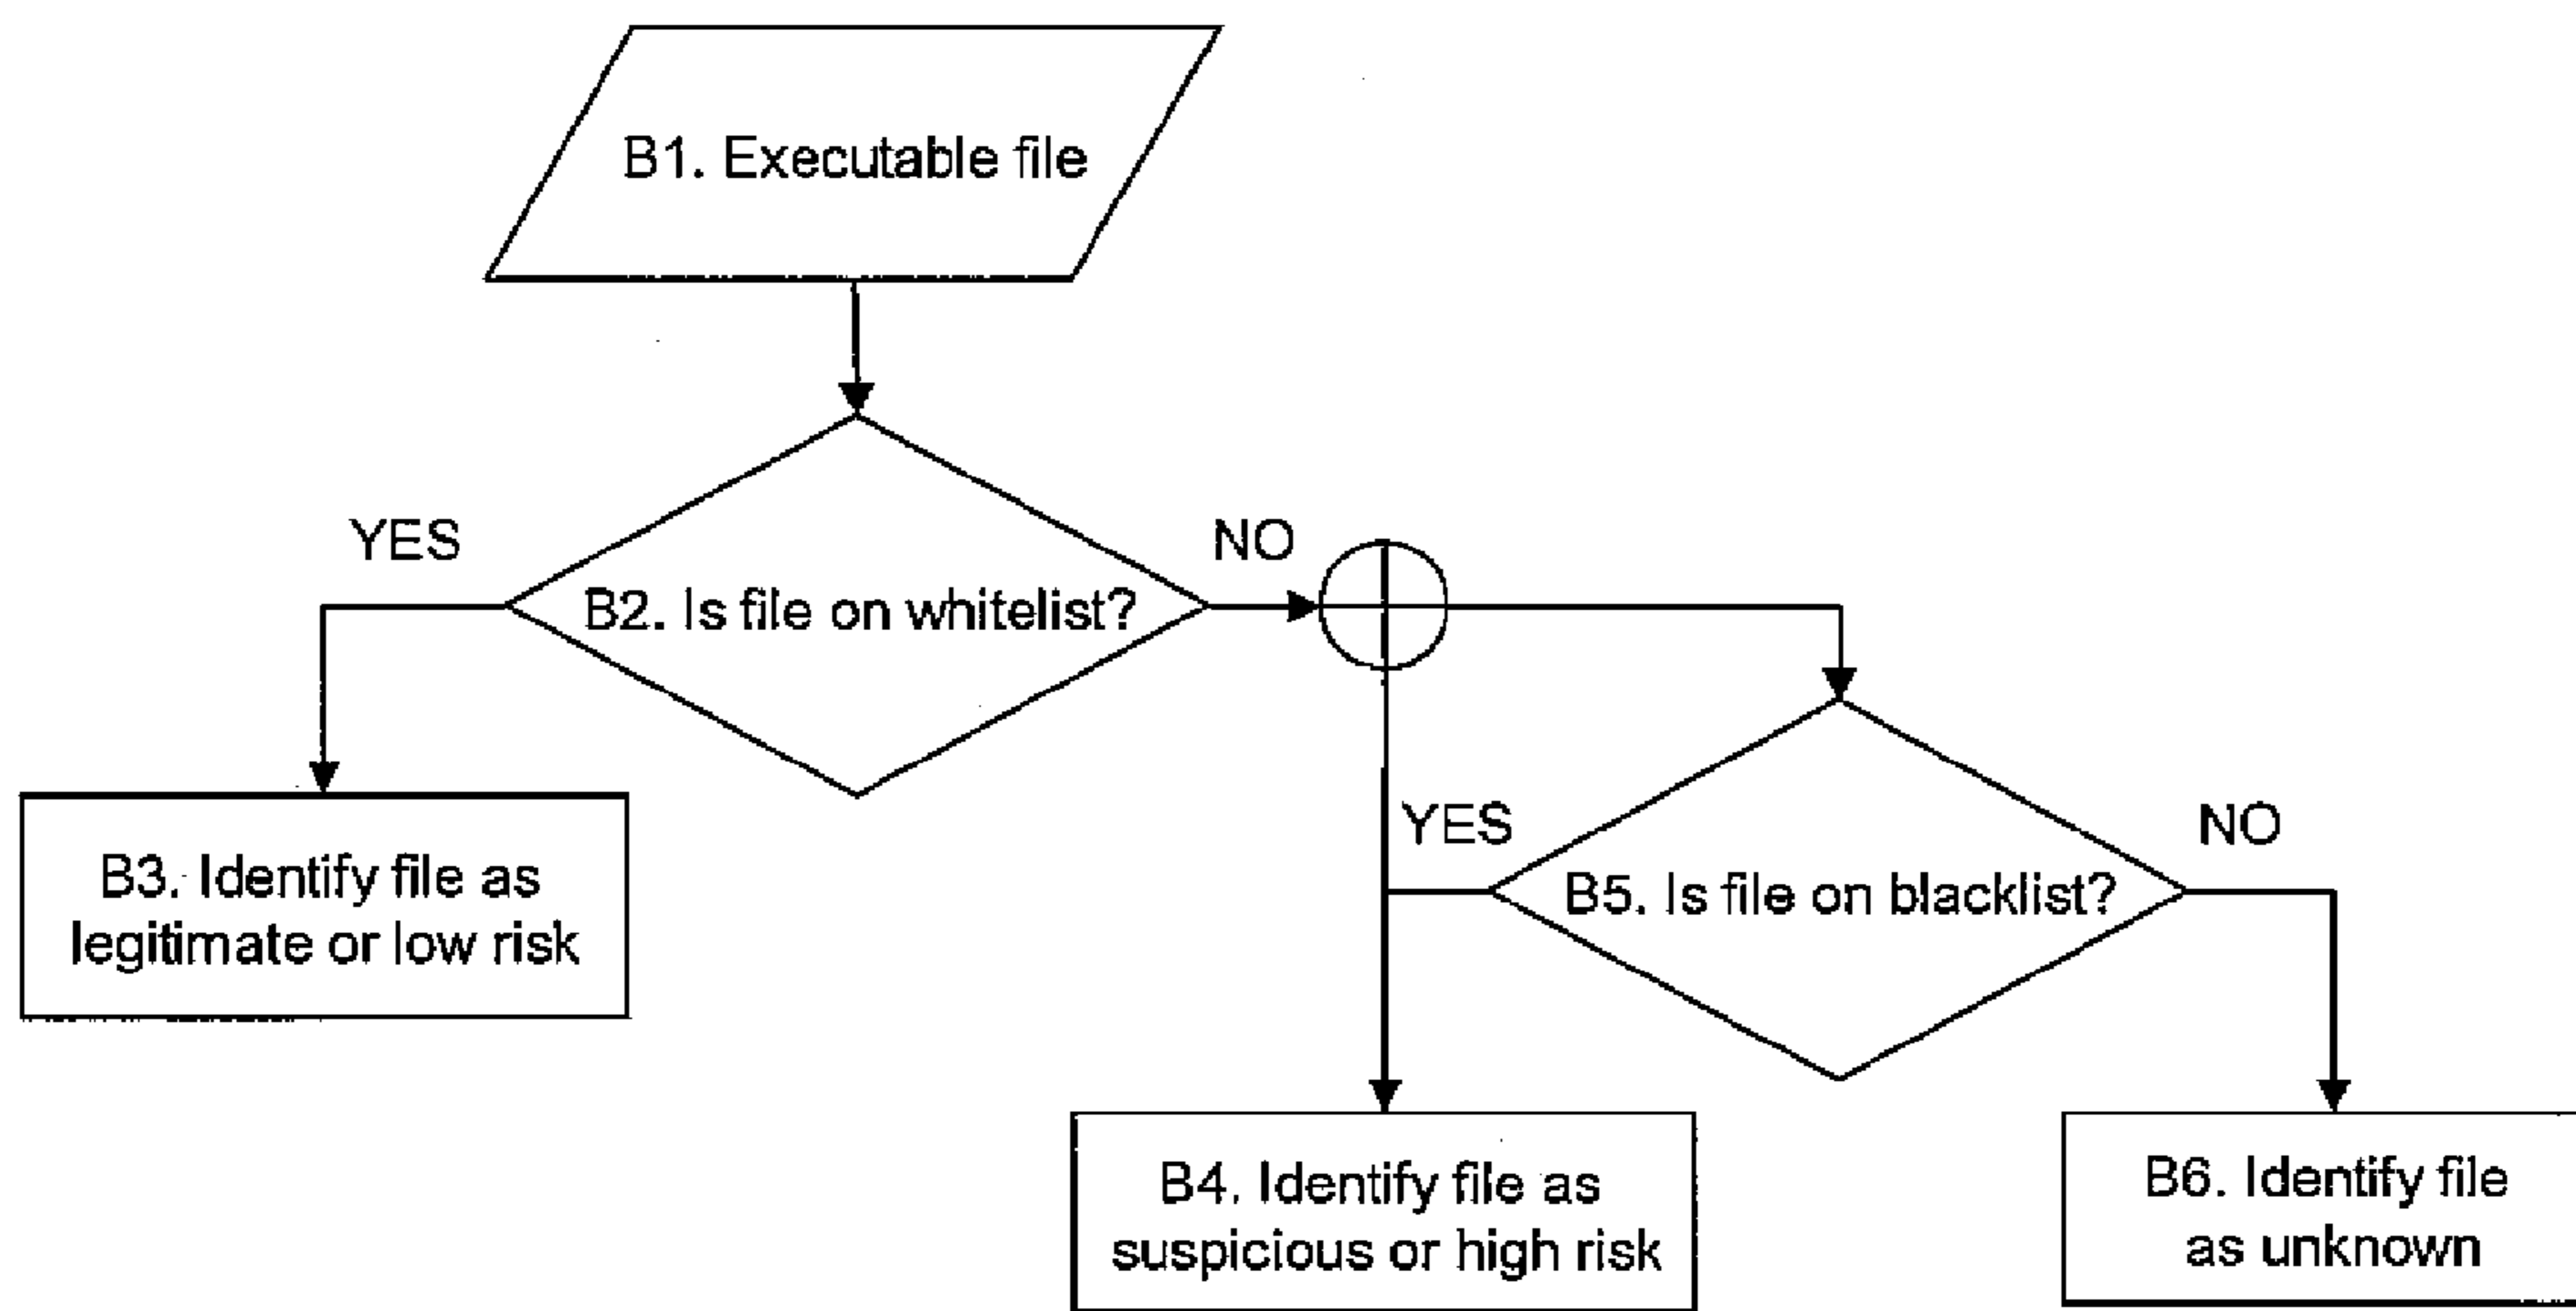 B1. Executable file
YES
NO
B2. Is file on whitelist?
B3. Identify file as
legitimate or low risk
YES
NO
B5. Is file on blacklist?
B4. Identify file as
suspicious or high risk
B6. Identify file
as unknown